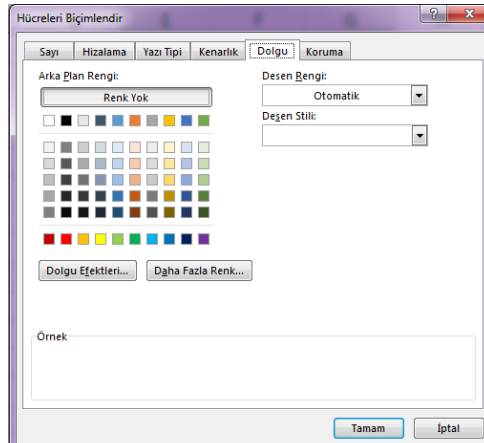 Hücreleri Biçimlendir
Sayı Hizalama Yazı Tipi Kenarlık Dolgu Koruma
Arka Plan Rengi:
Renk Yok
Desen Rengi:
Otomatik
Deşen Stili:
Dolgu Efektleri... Daha Fazla Renk...
Örnek
Tamam İptal